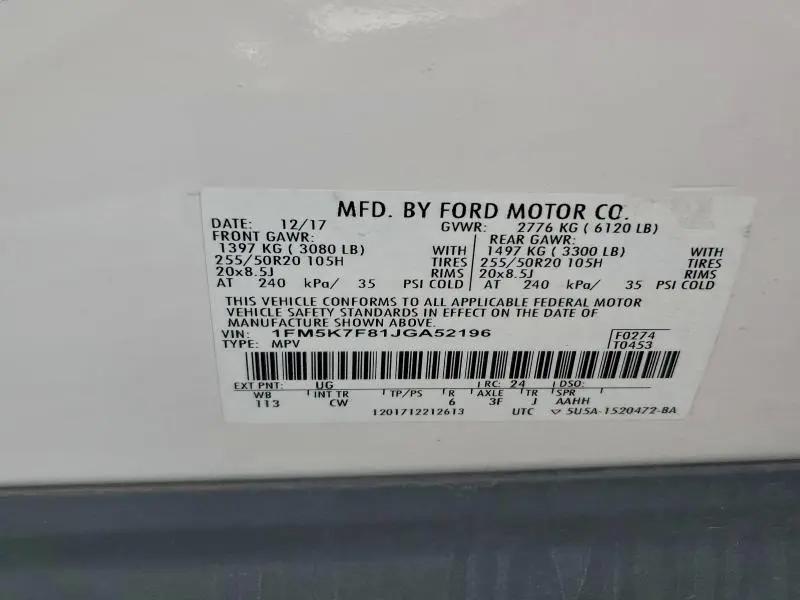 MFD. BY FORD MOTOR CO.
DATE: 12/17 GVWR: 2776 KG ( 6120 LB)
FRONT GAWR: REAR GAWR:
1397 KG ( 3080 LB) WITH 1497 KG ( 3300 LB) WITH
255/50R20 105H TIRES 255/50R20 105H TIRES
20x8.5J RIMS 20x8.5J RIMS
AT 240 kPa/ 35 PSI COLD AT 240 kPa/ 35 PSI COLD
THIS VEHICLE CONFORMS TO ALL APPLICABLE FEDERAL MOTOR
VEHICLE SAFETY STANDARDS IN EFFECT ON THE DATE OF
MANUFACTURE SHOWN ABOVE.
VIN: 1FM5K7F81JGA52196 F0274
TYPE: MPV T0453
EXT PNT: UG RC: 24 DSO:
WB INT TR TP/PS R AXLE TR SPR
113 CW 6 3F J AAHH
1201712212613 UTC 5U5A-1520472-BA